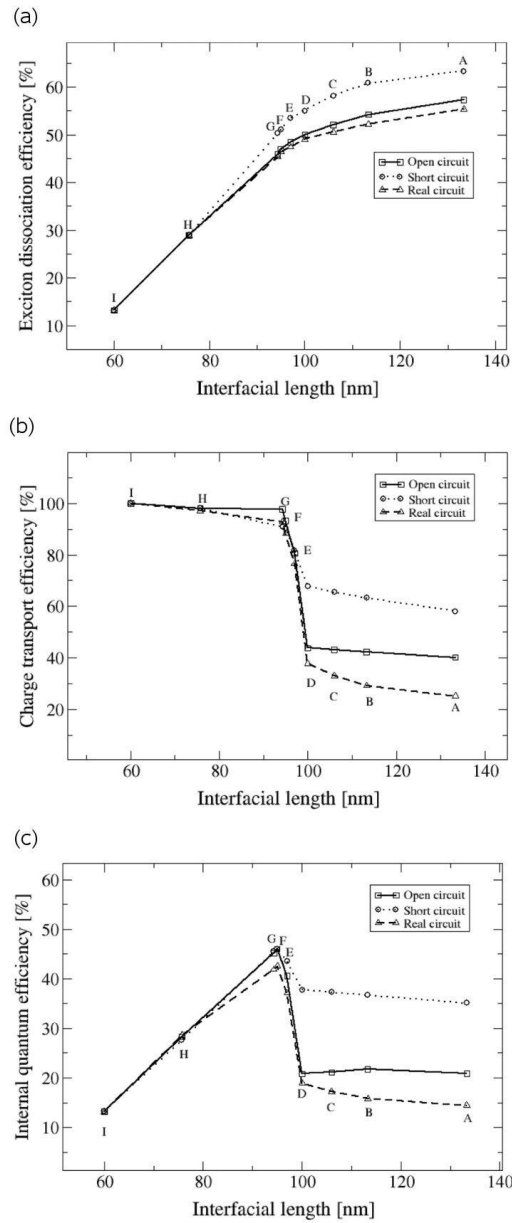 (a)
Exciton dissociation efficiency [%]
60
50
40
30
20
10
A
B
C
D
E
F
G
H
I
Open circuit
Short circuit
Real circuit
60 80 100 120 140
Interfacial length [nm]
(b)
Charge transport efficiency [%]
100
80
60
40
20
I
H
G
F
E
D
C
B
A
Open circuit
Short circuit
Real circuit
60 80 100 120 140
Interfacial length [nm]
(c)
Internal quantum efficiency [%]
60
50
40
30
20
10
G F
E
H
I
D
C
B
A
Open circuit
Short circuit
Real circuit
60 80 100 120 140
Interfacial length [nm]